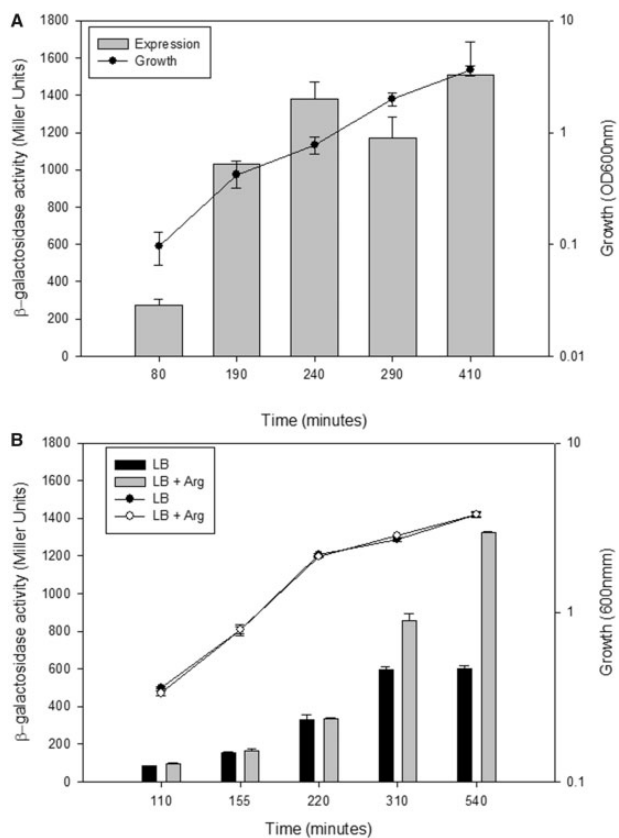 A
Expression
Growth
β-galactosidase activity (Miller Units)
1800
1600
1400
1200
1000
800
600
400
200
0
10
1
0.1
0.01
Growth (OD600nm)
80 190 240 290 410
Time (minutes)
B
LB
LB + Arg
LB
LB + Arg
β-galactosidase activity (Miller Units)
1800
1600
1400
1200
1000
800
600
400
200
0
10
1
0.1
Growth (600nmm)
110 155 220 310 540
Time (minutes)